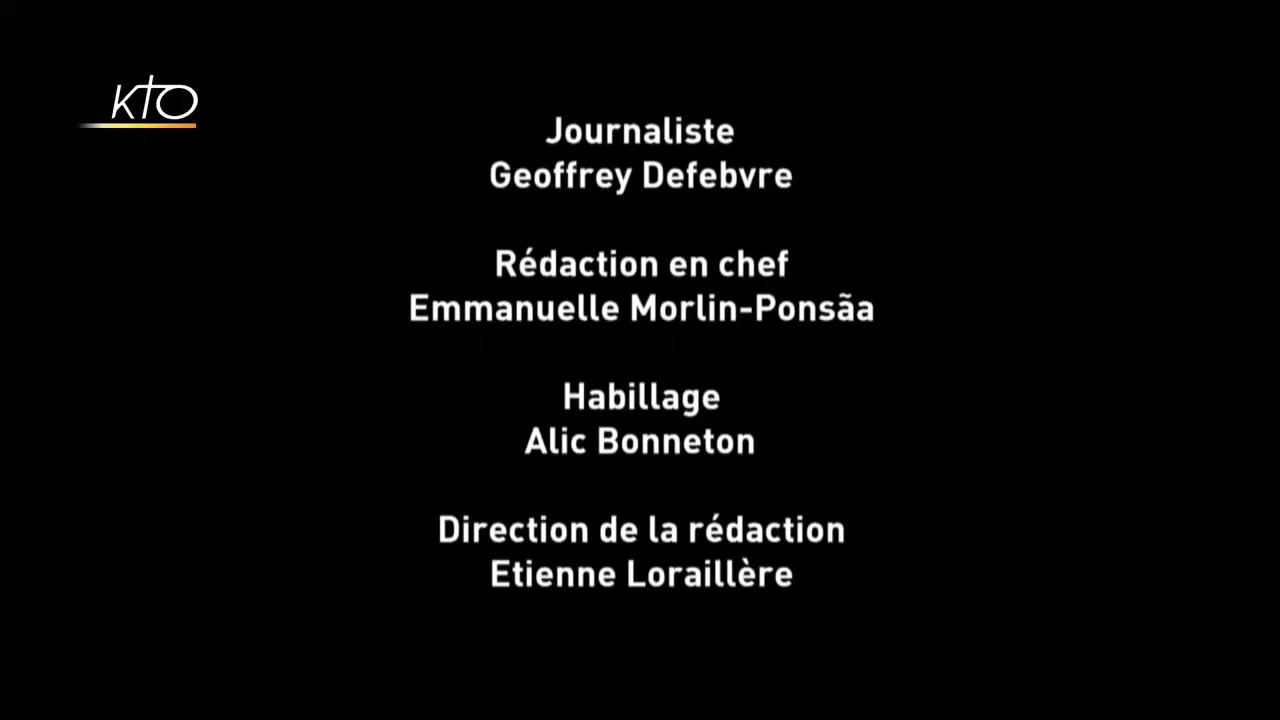 KTO
Journaliste
Geoffrey Defebvre
Rédaction en chef
Emmanuelle Morlin-Ponsãa
Habillage
Alic Bonneton
Direction de la rédaction
Etienne Loraillère